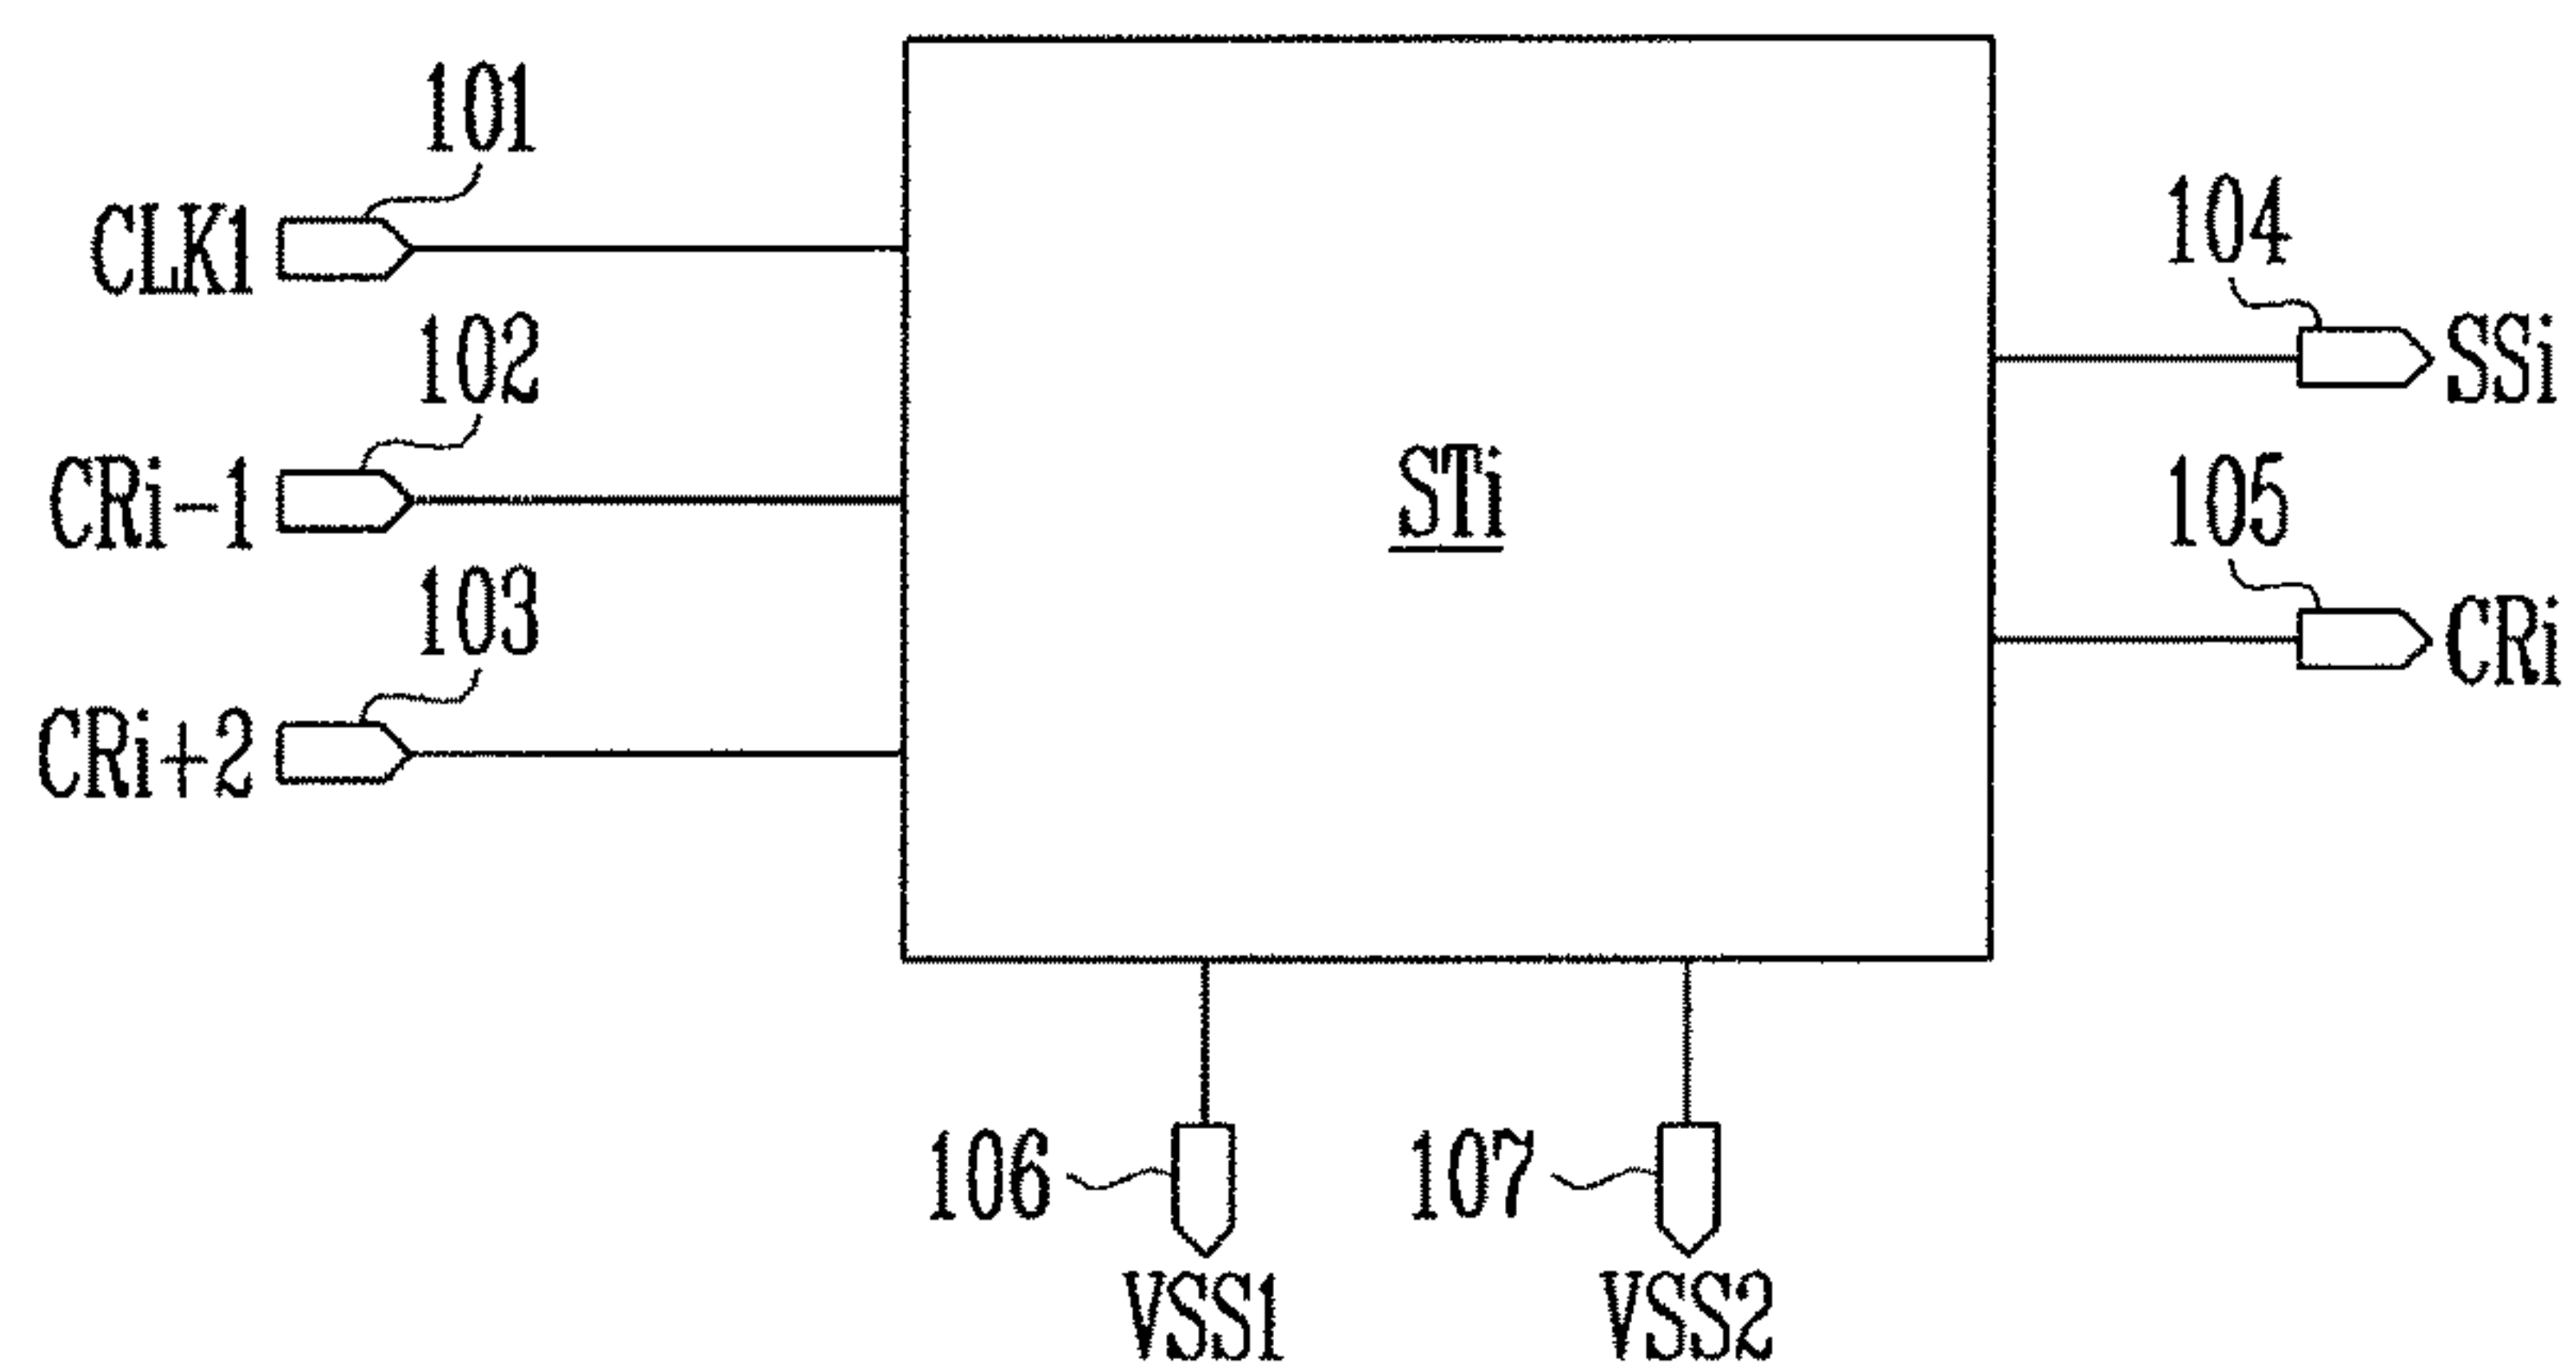 101
CLK1
102
CRi-1
103
CRi+2
STi
104
SSi
105
CRi
106
VSS1
107
VSS2